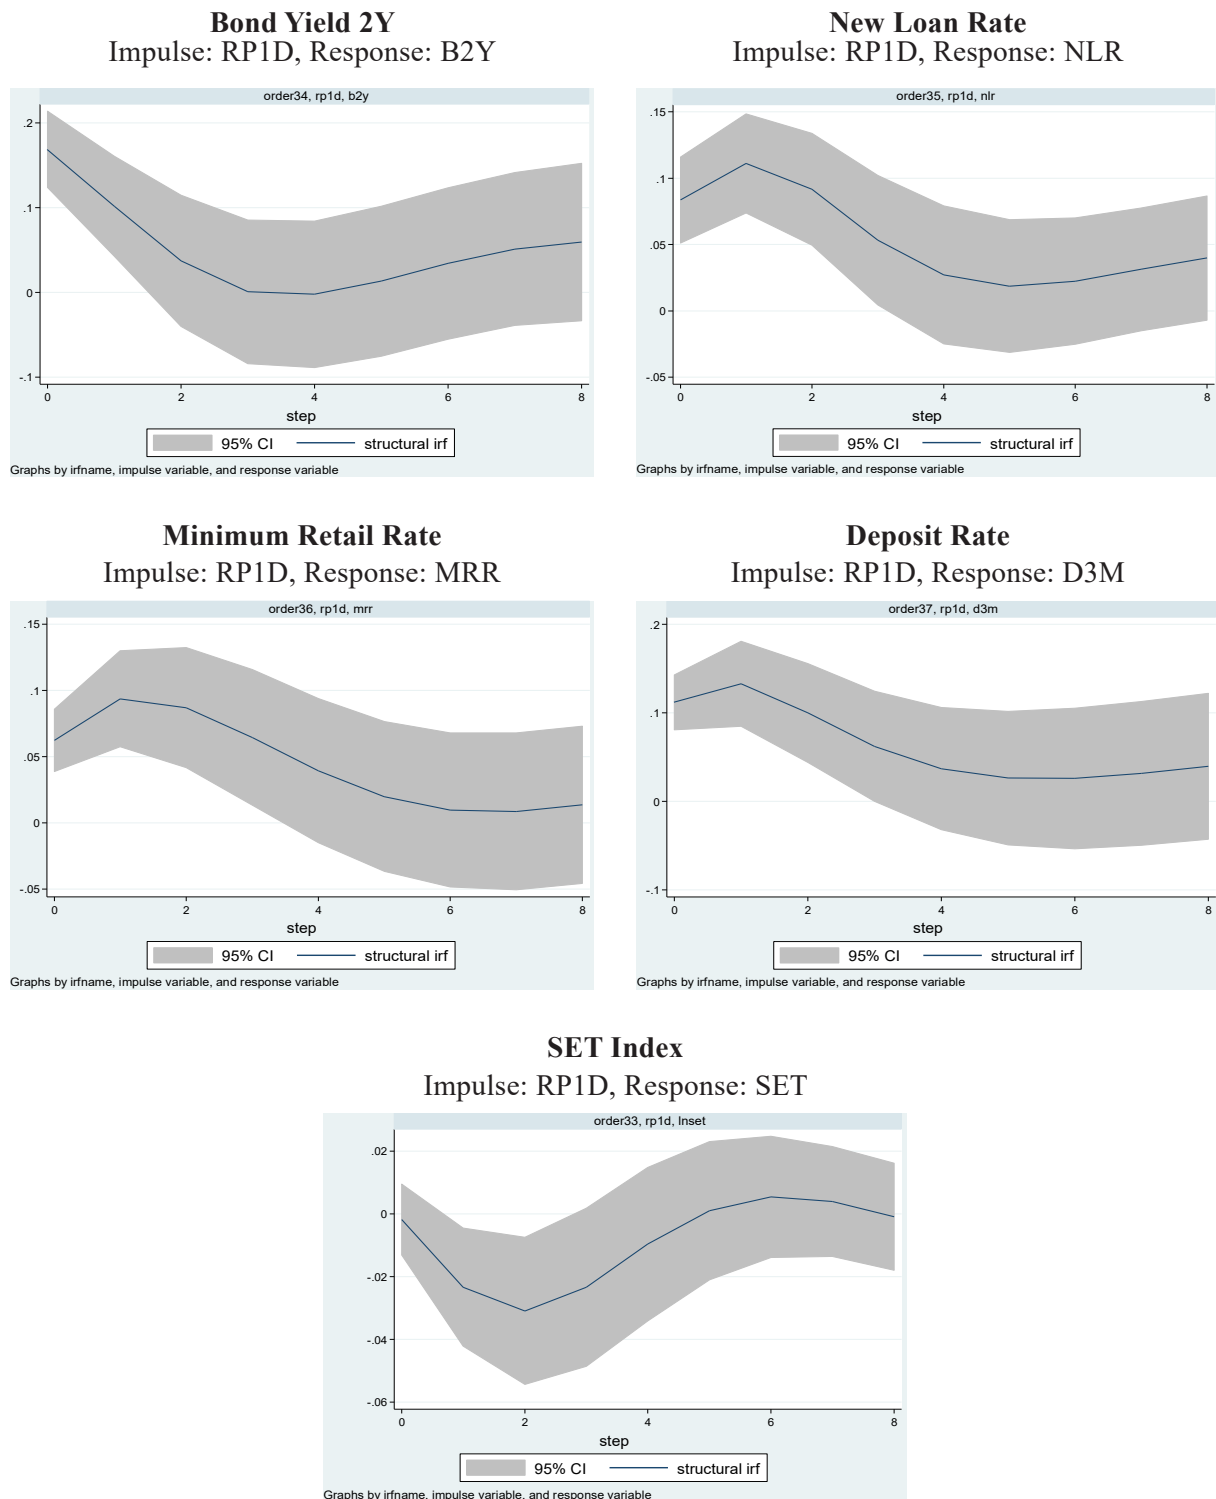 Bond Yield 2Y
Impulse: RP1D, Response: B2Y
order34, rp1d, b2y
.2
.1
0
-.1
0 2 4 6 8
step
95% CI structural irf
Graphs by irfname, impulse variable, and response variable
New Loan Rate
Impulse: RP1D, Response: NLR
order35, rp1d, nlr
.15
.1
.05
0
-.05
0 2 4 6 8
step
95% CI structural irf
Graphs by irfname, impulse variable, and response variable
Minimum Retail Rate
Impulse: RP1D, Response: MRR
order36, rp1d, mrr
.15
.1
.05
0
-.05
0 2 4 6 8
step
95% CI structural irf
Graphs by irfname, impulse variable, and response variable
Deposit Rate
Impulse: RP1D, Response: D3M
order37, rp1d, d3m
.2
.1
0
-.1
0 2 4 6 8
step
95% CI structural irf
Graphs by irfname, impulse variable, and response variable
SET Index
Impulse: RP1D, Response: SET
order33, rp1d, lnset
.02
0
-.02
-.04
-.06
0 2 4 6 8
step
95% CI structural irf
Graphs by irfname, impulse variable, and response variable